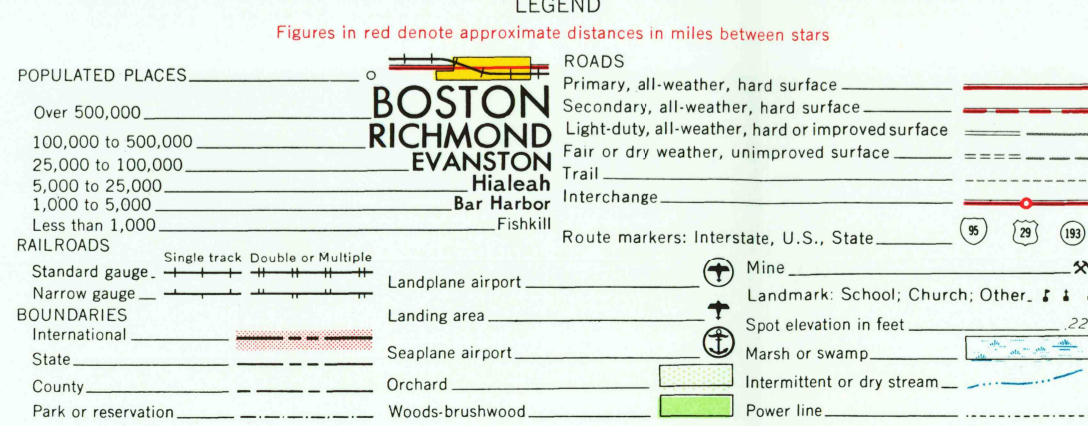 LEGEND
Figures in red denote approximate distances in miles between stars
POPULATED PLACES
Over 500,000 BOSTON
100,000 to 500,000 RICHMOND
25,000 to 100,000 EVANSTON
5,000 to 25,000 Hialeah
1,000 to 5,000 Bar Harbor
Less than 1,000 Fishkill
RAILROADS
Single track Double or Multiple
Standard gauge
Narrow gauge
BOUNDARIES
International
State
County
Park or reservation
Landplane airport
Landing area
Seaplane airport
Orchard
Woods-brushwood
ROADS
Primary, all-weather, hard surface
Secondary, all-weather, hard surface
Light-duty, all-weather, hard or improved surface
Fair or dry weather, unimproved surface
Trail
Interchange
Route markers: Interstate, U.S., State 95 29 193
Mine
Landmark: School; Church; Other
Spot elevation in feet
Marsh or swamp
Intermittent or dry stream
Power line